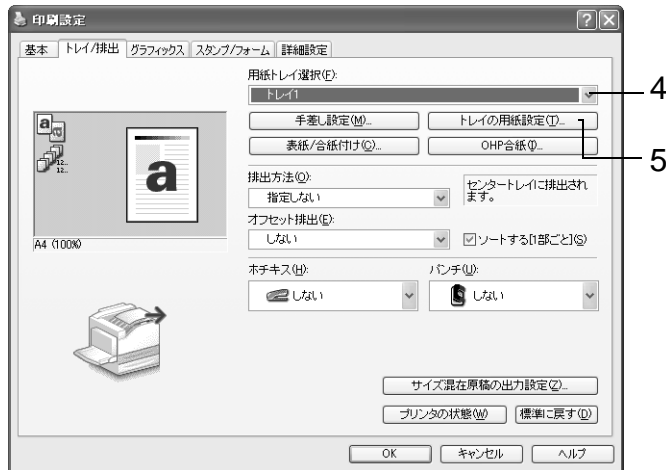 印刷設定
基本 トレイ/排出 グラフィックス スタンプ/フォーム 詳細設定
用紙トレイ選択(F):
トレイ1
4
手差し設定(M)... トレイの用紙設定(T)...
5
表紙/合紙付け(C)... OHP合紙(I)...
排出方法(O):
指定しない
センタートレイに排出され
ます。
オフセット排出(E):
しない
ソートする[1部ごと](S)
A4 (100%)
ホチキス(H): パンチ(U):
しない しない
サイズ混在原稿の出力設定(Z)...
プリンタの状態(W) 標準に戻す(D)
OK キャンセル ヘルプ